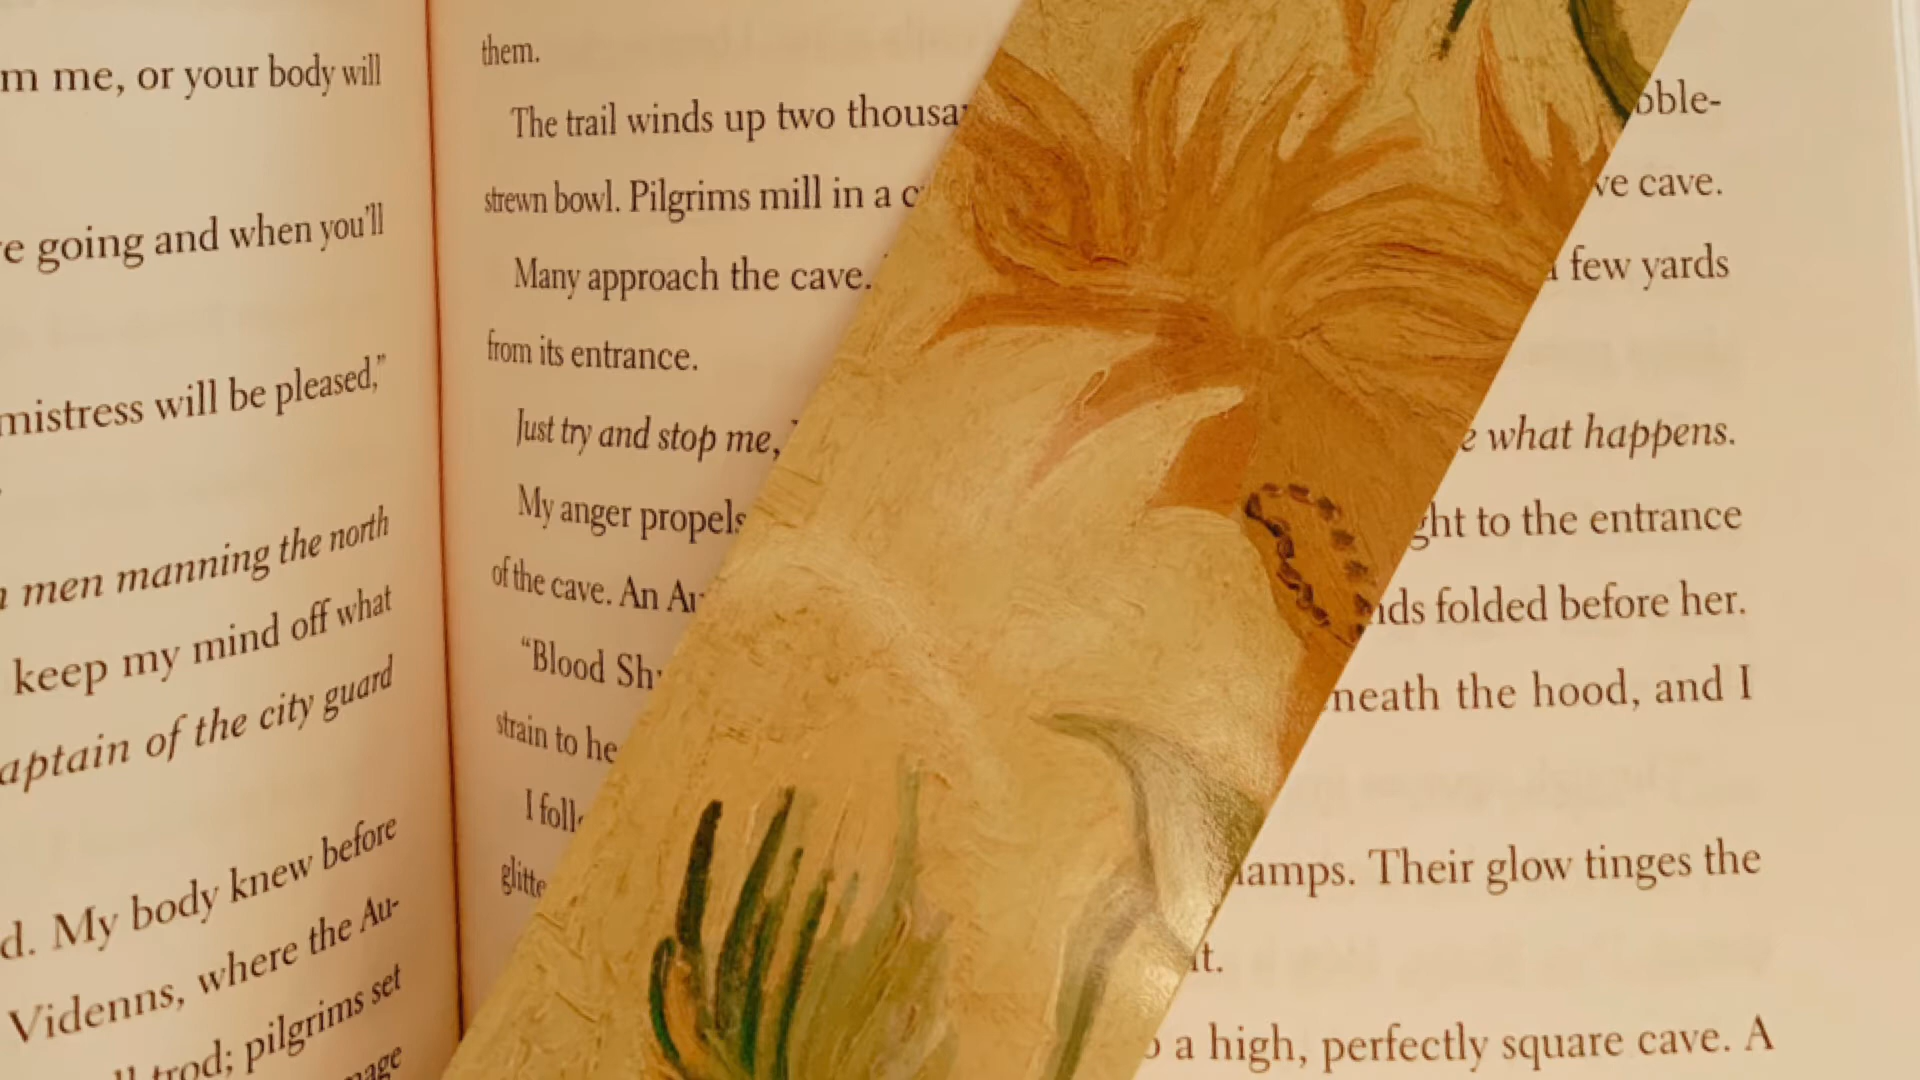 m me, or your body will
e going and when you'll
mistress will be pleased,"
men manning the north
keep my mind off what
aptain of the city guard
d. My body knew before
Videnns, where the Au-
trod; pilgrims set
mage
them.
The trail winds up two thousa
bble-
strewn bowl. Pilgrims mill in a c
ve cave.
Many approach the cave.
few yards
from its entrance.
Just try and stop me,
what happens.
My anger propels
ght to the entrance
of the cave. An Au
nds folded before her.
"Blood Sh
neath the hood, and I
strain to he
I foll
lamps. Their glow tinges the
glitte
it.
a high, perfectly square cave. A